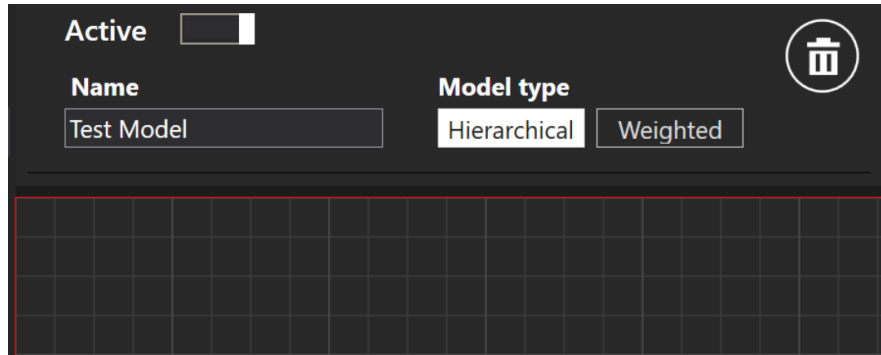 Active
Name
Model type
Test Model
Hierarchical
Weighted